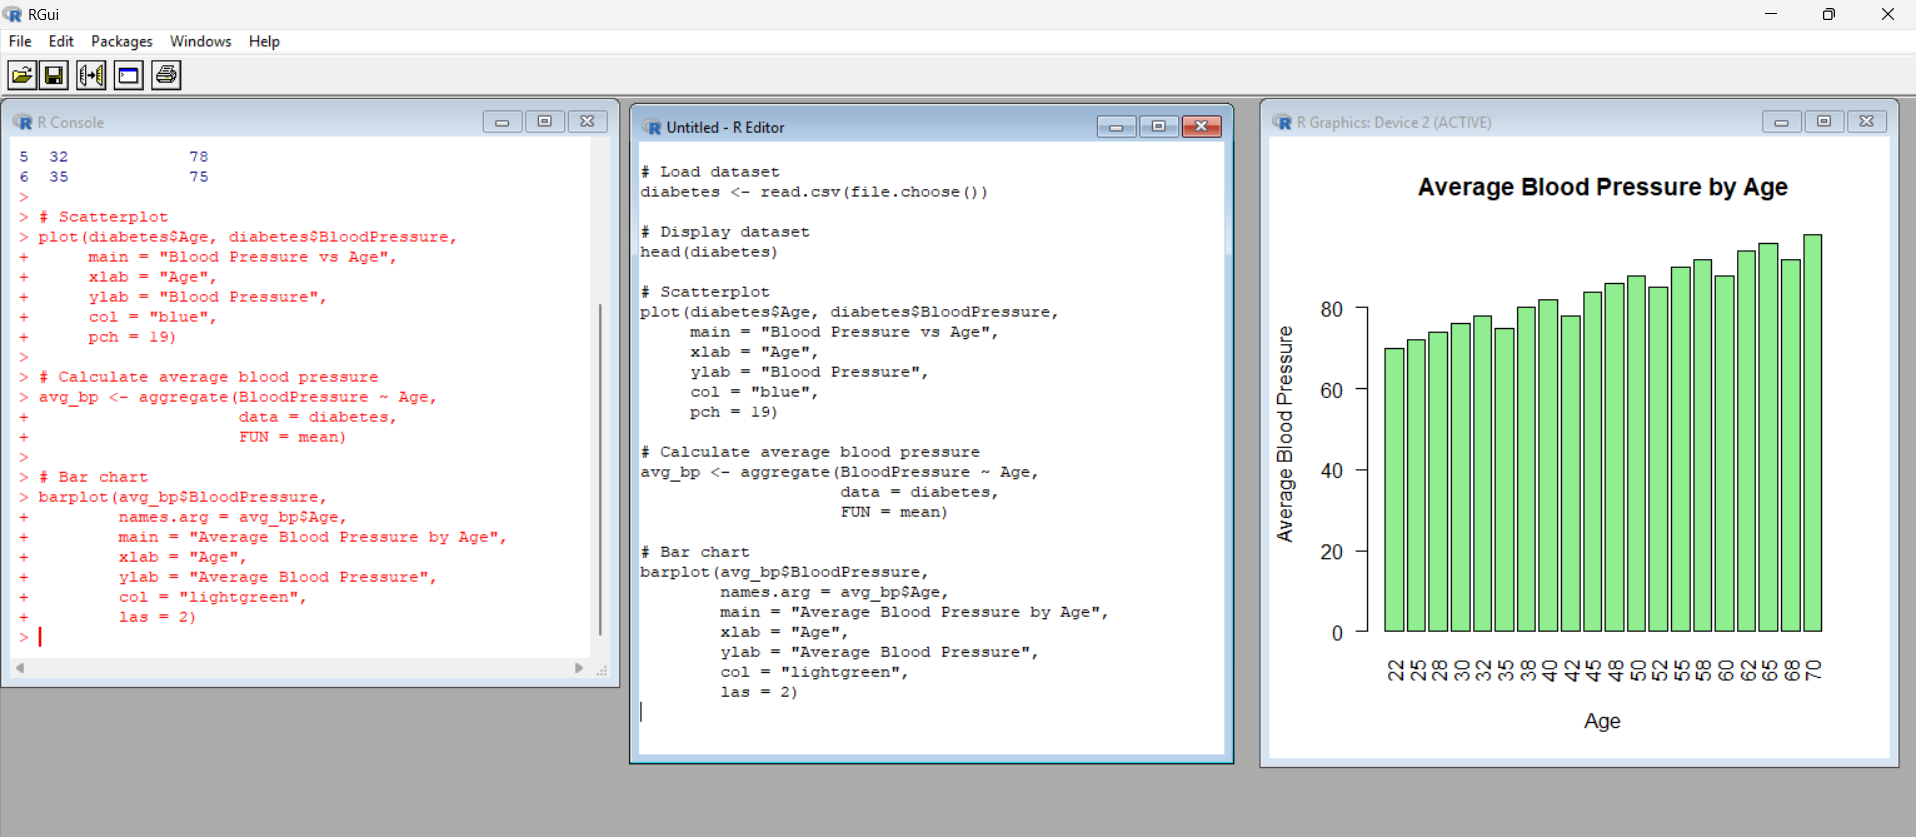 RGui
File Edit Packages Windows Help
R Console
5 32 78
6 35 75
>
> # Scatterplot
> plot(diabetes$Age, diabetes$BloodPressure,
+ main = "Blood Pressure vs Age",
+ xlab = "Age",
+ ylab = "Blood Pressure",
+ col = "blue",
+ pch = 19)
>
> # Calculate average blood pressure
> avg_bp <- aggregate(BloodPressure ~ Age,
+ data = diabetes,
+ FUN = mean)
>
> # Bar chart
> barplot(avg_bp$BloodPressure,
+ names.arg = avg_bp$Age,
+ main = "Average Blood Pressure by Age",
+ xlab = "Age",
+ ylab = "Average Blood Pressure",
+ col = "lightgreen",
+ las = 2)
>
Untitled - R Editor
# Load dataset
diabetes <- read.csv(file.choose())
# Display dataset
head(diabetes)
# Scatterplot
plot(diabetes$Age, diabetes$BloodPressure,
main = "Blood Pressure vs Age",
xlab = "Age",
ylab = "Blood Pressure",
col = "blue",
pch = 19)
# Calculate average blood pressure
avg_bp <- aggregate(BloodPressure ~ Age,
data = diabetes,
FUN = mean)
# Bar chart
barplot(avg_bp$BloodPressure,
names.arg = avg_bp$Age,
main = "Average Blood Pressure by Age",
xlab = "Age",
ylab = "Average Blood Pressure",
col = "lightgreen",
las = 2)
R Graphics: Device 2 (ACTIVE)
Average Blood Pressure by Age
Average Blood Pressure
80
60
40
20
0
22 25 28 30 32 35 38 40 42 45 48 50 52 55 58 60 62 65 68 70
Age